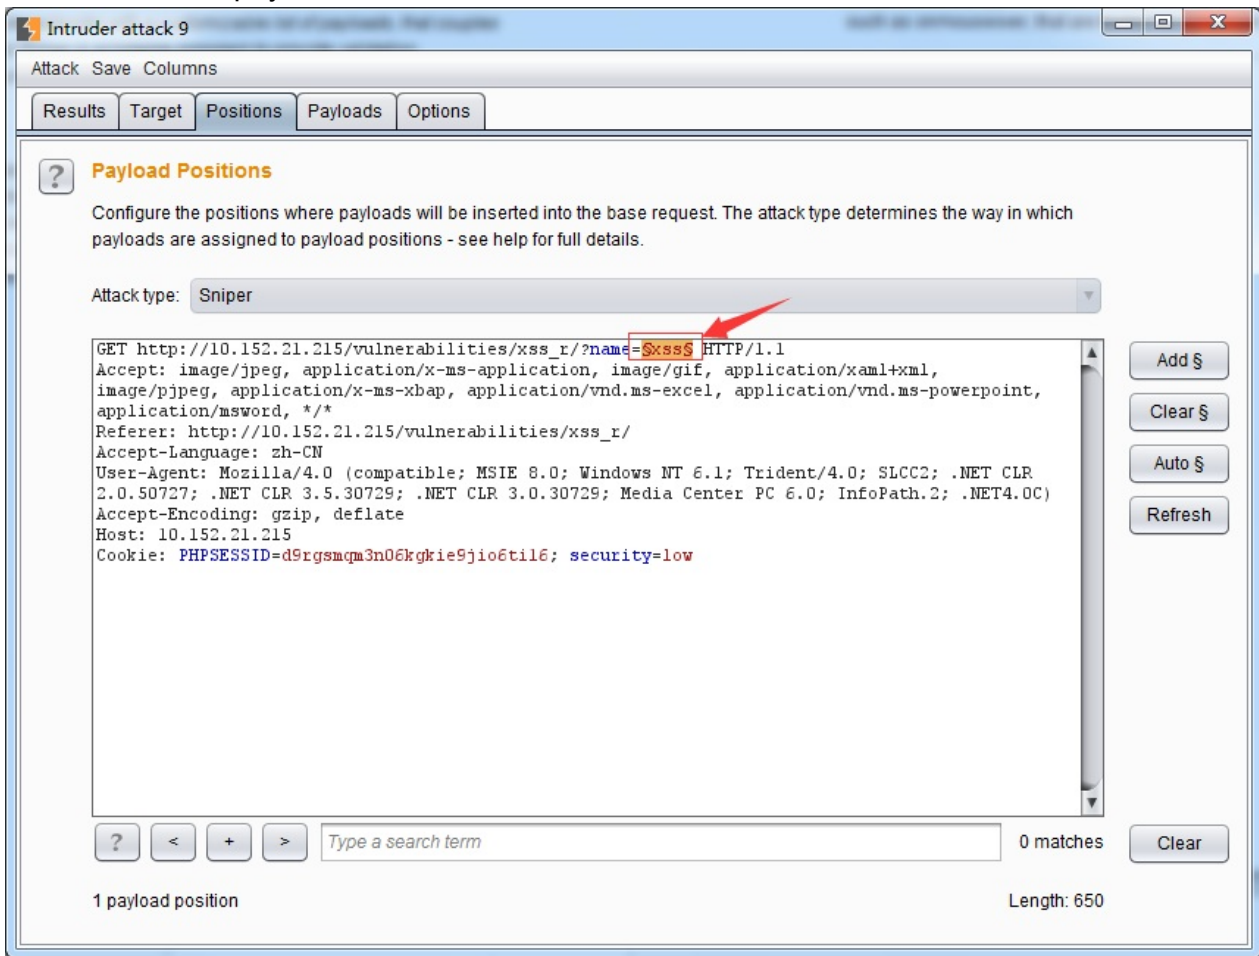 Intruder attack 9
Attack Save Columns
Results Target Positions Payloads Options
? Payload Positions
Configure the positions where payloads will be inserted into the base request. The attack type determines the way in which
payloads are assigned to payload positions - see help for full details.
Attack type: Sniper
GET http://10.152.21.215/vulnerabilities/xss_r/?name=§xss§ HTTP/1.1
Accept: image/jpeg, application/x-ms-application, image/gif, application/xaml+xml,
image/pjpeg, application/x-ms-xbap, application/vnd.ms-excel, application/vnd.ms-powerpoint,
application/msword, */*
Referer: http://10.152.21.215/vulnerabilities/xss_r/
Accept-Language: zh-CN
User-Agent: Mozilla/4.0 (compatible; MSIE 8.0; Windows NT 6.1; Trident/4.0; SLCC2; .NET CLR
2.0.50727; .NET CLR 3.5.30729; .NET CLR 3.0.30729; Media Center PC 6.0; InfoPath.2; .NET4.0C)
Accept-Encoding: gzip, deflate
Host: 10.152.21.215
Cookie: PHPSESSID=d9rgsmqm3n06kgkie9jio6til6; security=low
Add §
Clear §
Auto §
Refresh
? < + > Type a search term 0 matches Clear
1 payload position Length: 650